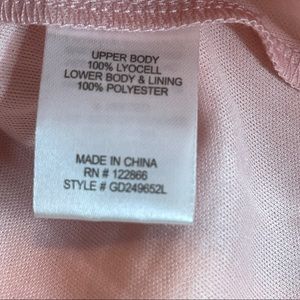 UPPER BODY
100% LYOCELL
LOWER BODY & LINING
100% POLYESTER
MADE IN CHINA
RN # 122866
STYLE # GD249652L